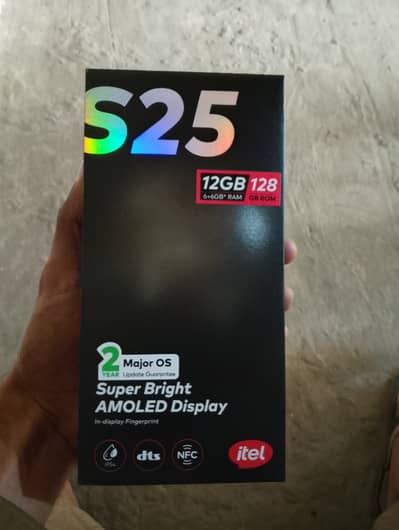 S25
12GB 128
6+6GB* RAM GB ROM
2 Major OS
YEAR Update Guarantee
Super Bright
AMOLED Display
In-display Fingerprint
IP54 dts NFC itel